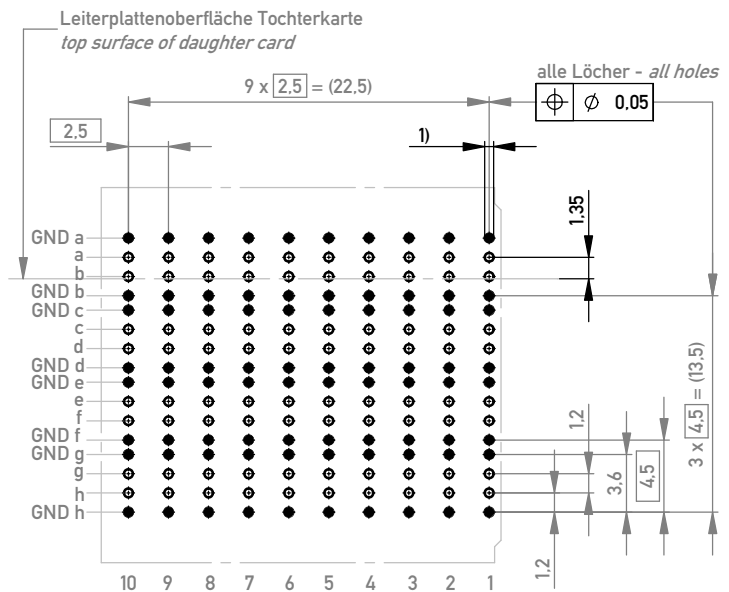 Leiterplattenoberfläche Tochterkarte
top surface of daughter card
9 x 2,5 = (22,5)
alle Löcher - all holes
⌖ ⌀ 0,05
2,5
1)
1,35
GND a
a
b
GND b
GND c
c
d
GND d
GND e
e
f
GND f
GND g
g
h
GND h
1,2
3,6
4,5
3 x 4,5 = (13,5)
1,2
10 9 8 7 6 5 4 3 2 1